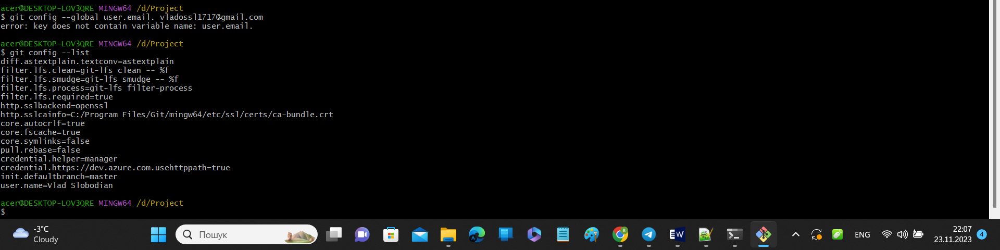 acer@DESKTOP-LOV3QRE MINGW64 /d/Project
$ git config --global user.email. vladossl1717@gmail.com
error: key does not contain variable name: user.email.
acer@DESKTOP-LOV3QRE MINGW64 /d/Project
$ git config --list
diff.astextplain.textconv=astextplain
filter.lfs.clean=git-lfs clean -- %f
filter.lfs.smudge=git-lfs smudge -- %f
filter.lfs.process=git-lfs filter-process
filter.lfs.required=true
http.sslbackend=openssl
http.sslcainfo=C:/Program Files/Git/mingw64/etc/ssl/certs/ca-bundle.crt
core.autocrlf=true
core.fscache=true
core.symlinks=false
pull.rebase=false
credential.helper=manager
credential.https://dev.azure.com.usehttppath=true
init.defaultbranch=master
user.name=Vlad Slobodian
acer@DESKTOP-LOV3QRE MINGW64 /d/Project
$
-3°C
Cloudy
Пошук
EW
ENG
22:07
23.11.2023
4